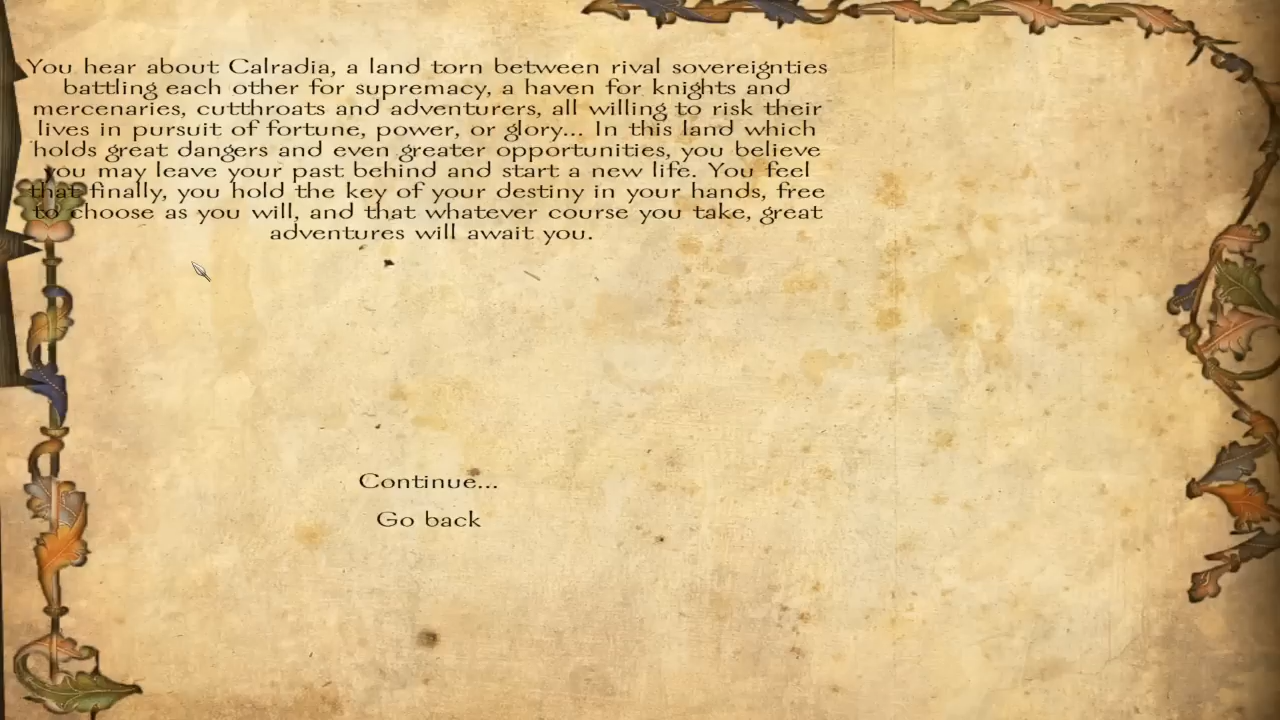 You hear about Calradia, a land torn between rival sovereignties
battling each other for supremacy, a haven for knights and
mercenaries, cutthroats and adventurers, all willing to risk their
lives in pursuit of fortune, power, or glory... In this land which
holds great dangers and even greater opportunities, you believe
you may leave your past behind and start a new life. You feel
that finally, you hold the key of your destiny in your hands, free
to choose as you will, and that whatever course you take, great
adventures will await you.
Continue...
Go back